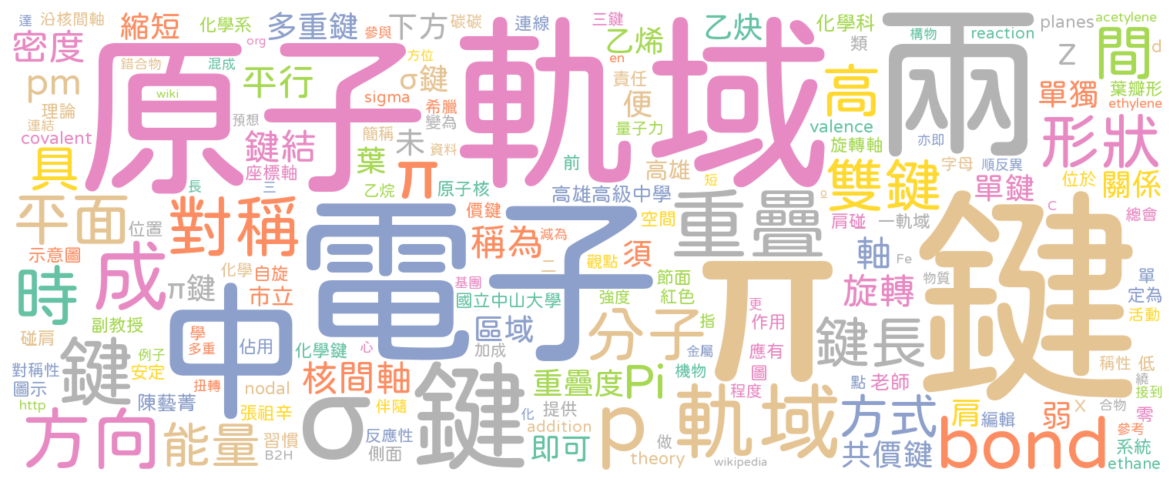 達
沿核間軸
縮短
化學系
多重鍵
參與
下方
碳碳
三鍵
乙炔
化學科
planes
acetylene
密度
org
連線
方位
乙烯
en
類
構物
reaction
z
間
d
錯合物
混成
原子軌域
兩
pm
wiki
平行
σ鍵
責任
高
葉瓣形
理論
sigma
希臘
便
單獨
ethylene
連結
預想
簡稱
變為
量子力
valence
covalent
鍵結
未
資料
旋轉軸
亦即
形狀
具
座標軸
葉
π
前
高雄
雙鍵
字母
順反異
長
三
乙烷
原子核
高雄高級中學
短
g
單鍵
位於
關係
平面
位置
對稱
電子
價鍵
空間
重疊
肩碰
一軌域
C
總會
示意圖
稱為
減為
須
觀點
軸
Fe
鍵
時
成
π鍵
化學
自旋
市立
基團
二
國立中山大學
強度
節面
紅色
π鍵
旋轉
物質
單
定為
活動
副教授
中
區域
分子
指
更
作用
碰肩
學
多重
佔用
化學鍵
心
加成
金屬
應有
鍵長
稱性
低
繞
接到
對稱性
圖示
鍵
例子
安定
扭轉
核間軸
σ鍵
重疊度
Pi
機物
圖
程度
點
老師
http
陳藝菁
nodal
張祖辛
伴隨
化
提供
合物
零
方向
能量
習慣
B2H
反應性
側面
addition
即可
p
做
theory
軌域
wikipedia
方式
共價鍵
肩
編輯
bond
弱
X
參考
系統
ethane